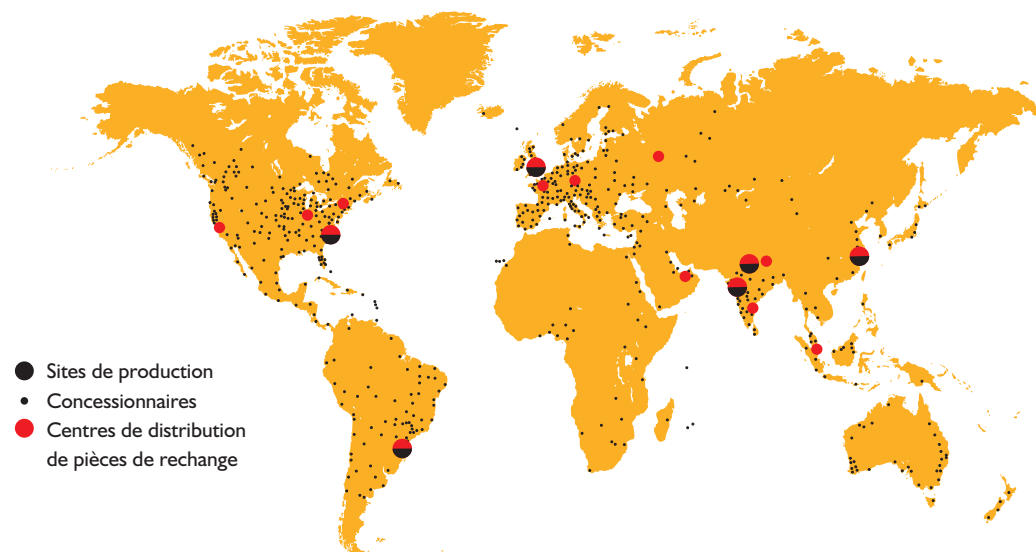 Sites de production
Concessionnaires
Centres de distribution
de pièces de rechange